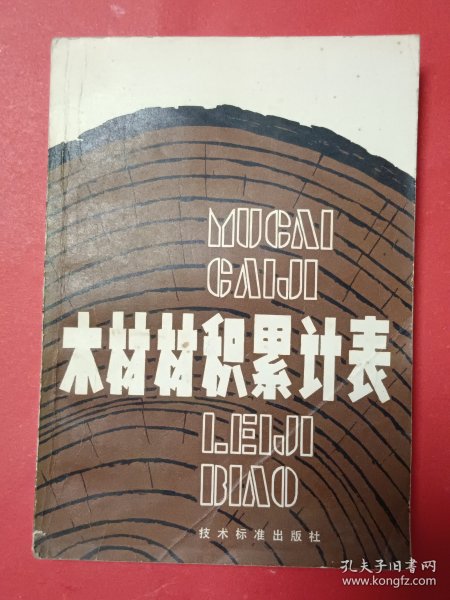 MUCAI
CAIJI
木材材积累计表
LEIJI
BIAO
技术标准出版社
孔夫子旧书网
www.kongfz.com